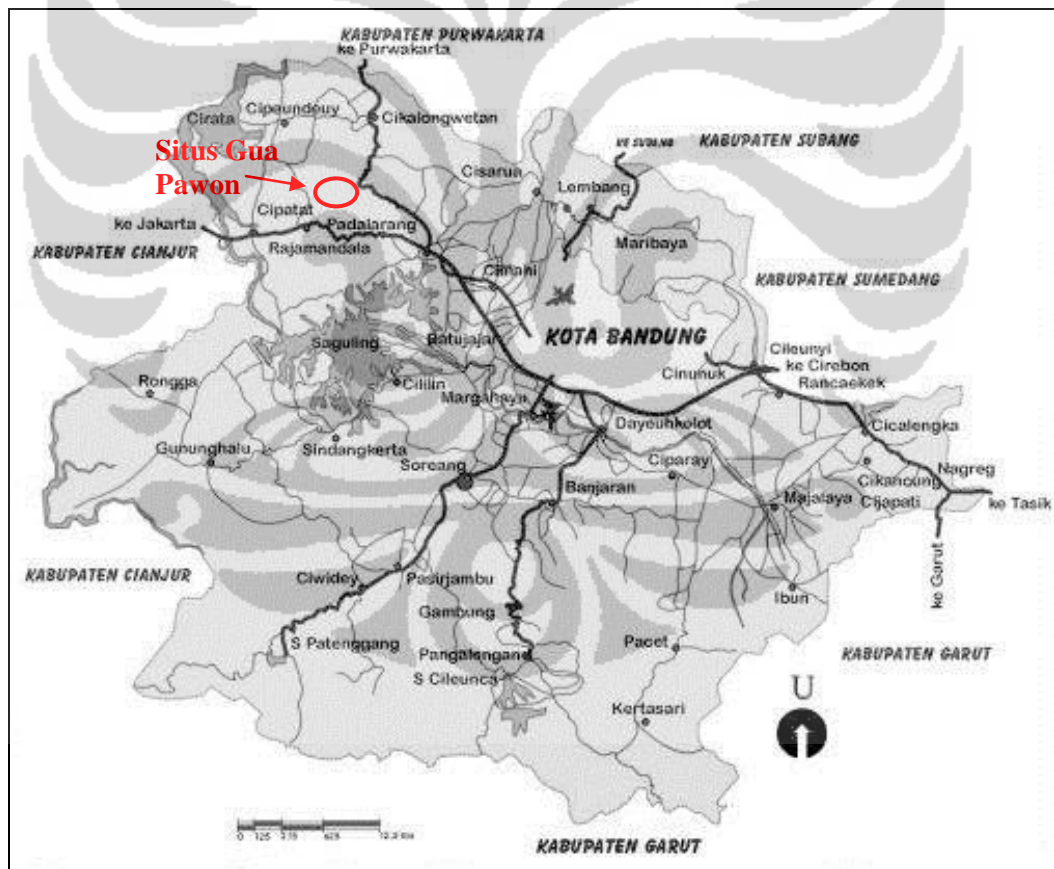 KABUPATEN PURWAKARTA
ke Purwakarta
Cipeundeuy
Cirata
Cikalongwetan
KE SUBANG
KABUPATEN SUBANG
Situs Gua
Pawon
Cisarua
Lembang
ke Jakarta
Cipatat
Padalarang
Rajamandala
Maribaya
KABUPATEN CIANJUR
Cimahi
KABUPATEN SUMEDANG
Saguling
Batujajar
KOTA BANDUNG
Cileunyi
ke Cirebon
Cinunuk
Rancaekek
Rongga
Cililin
Margahaya
Dayeuhkolot
Cicalengka
Gununghalu
Sindangkerta
Soreang
Ciparay
Nagreg
Cikancung
Banjaran
Majalaya
Cijapati
ke Tasik
ke Garut
KABUPATEN CIANJUR
Ciwidey
Pasirjambu
Ibun
Gambung
S Patenggang
Pacet
Pangalengan
KABUPATEN GARUT
S Cileunca
U
Kertasari
KABUPATEN GARUT